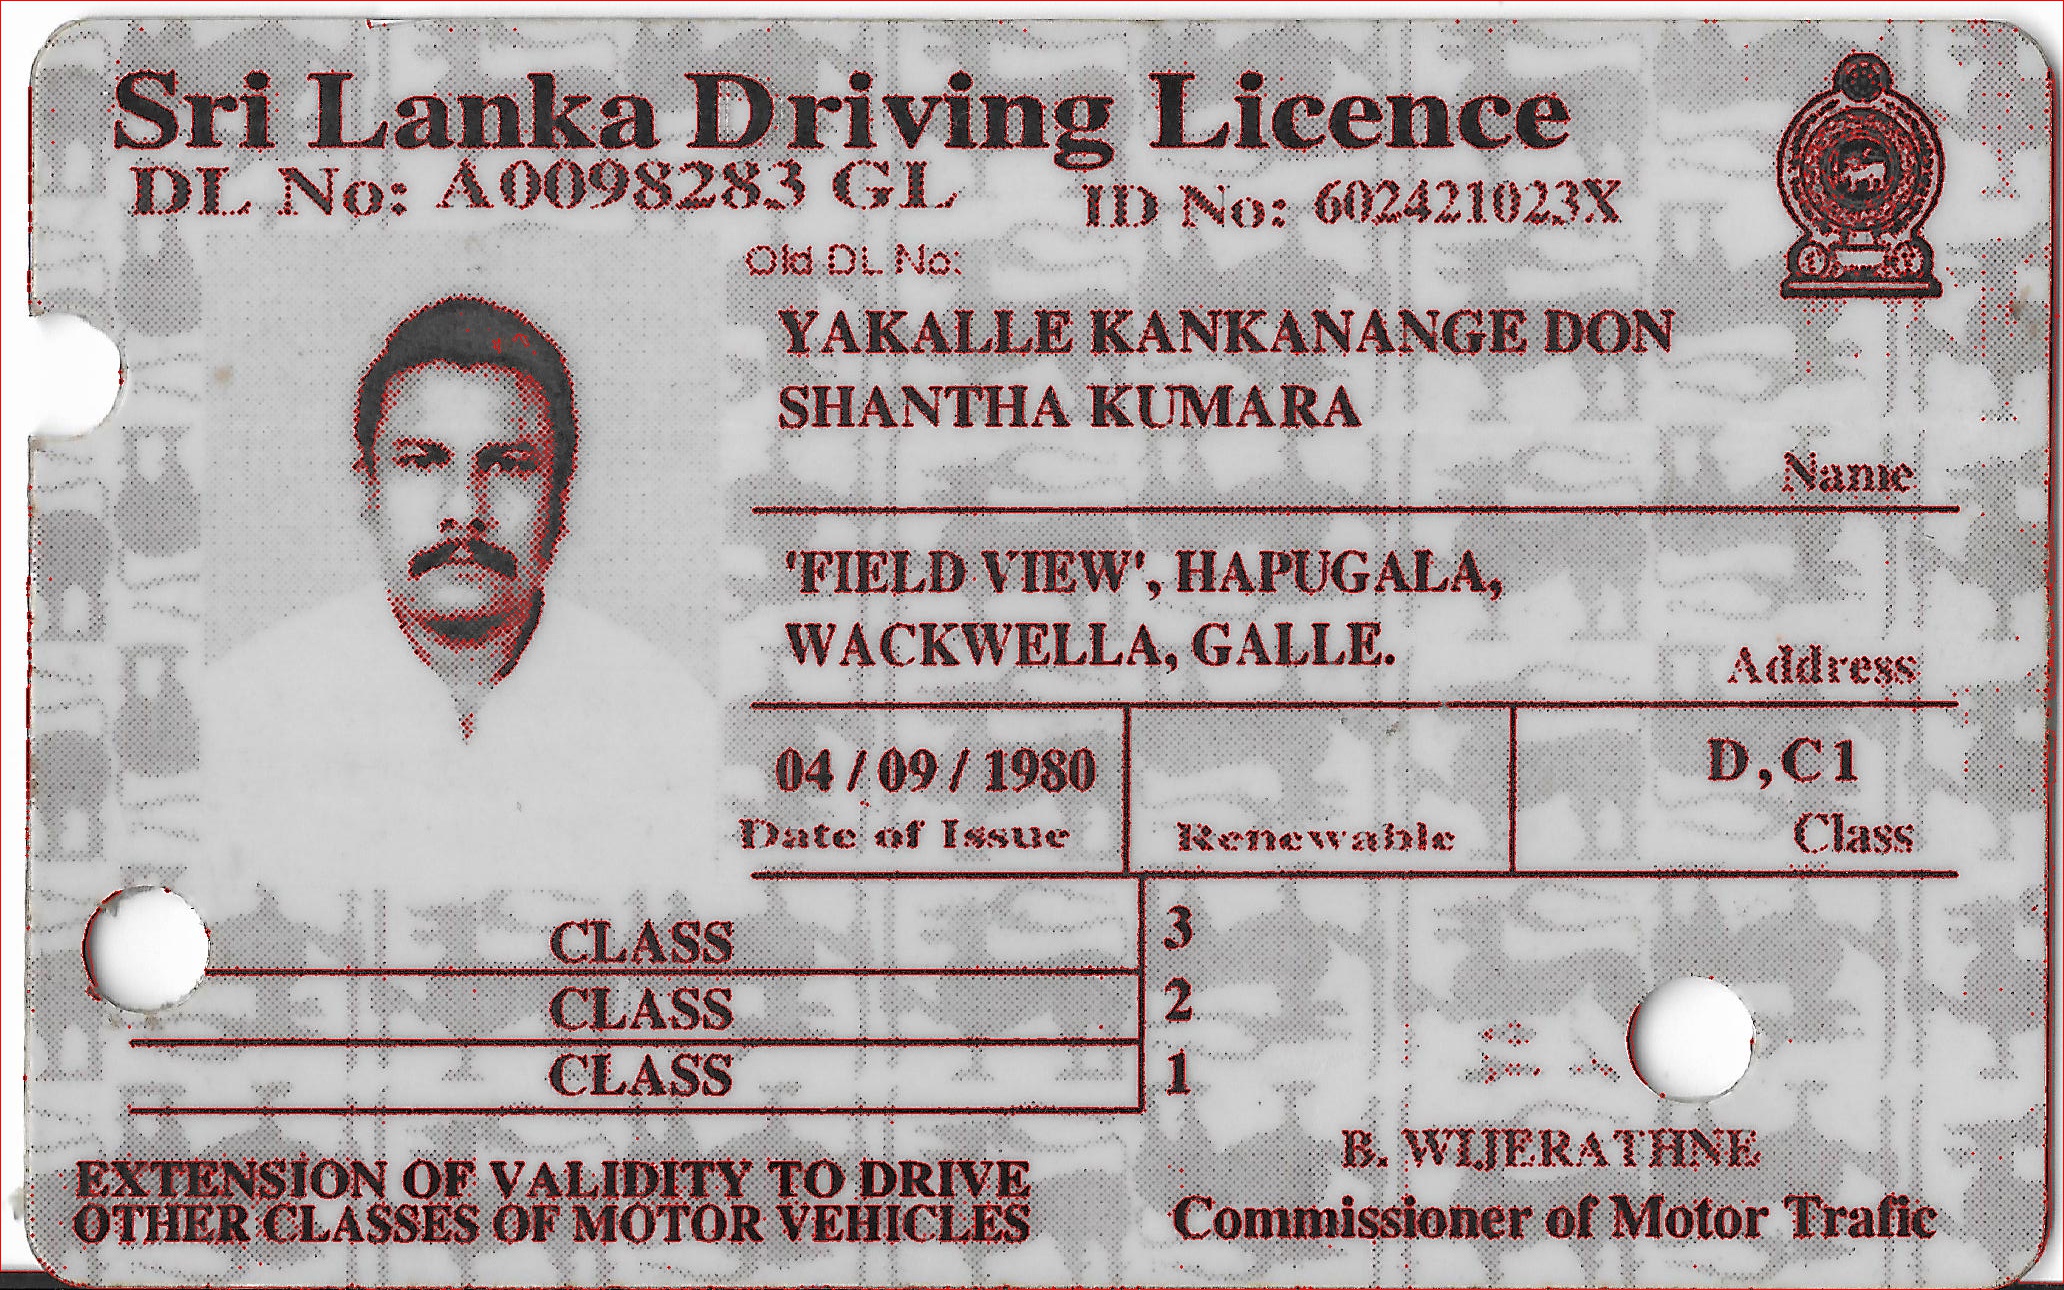 Sri Lanka Driving Licence
DL No: A0098283 GL
ID No: 602421023X
Old DL No:
YAKALLE KANKANANGE DON
SHANTHA KUMARA
Name
'FIELD VIEW', HAPUGALA,
WACKWELLA, GALLE.
Address
04 / 09 / 1980
Date of Issue
Renewable
D,C1
Class
CLASS 3
CLASS 2
CLASS 1
B. WIJERATHNE
Commissioner of Motor Trafic
EXTENSION OF VALIDITY TO DRIVE
OTHER CLASSES OF MOTOR VEHICLES